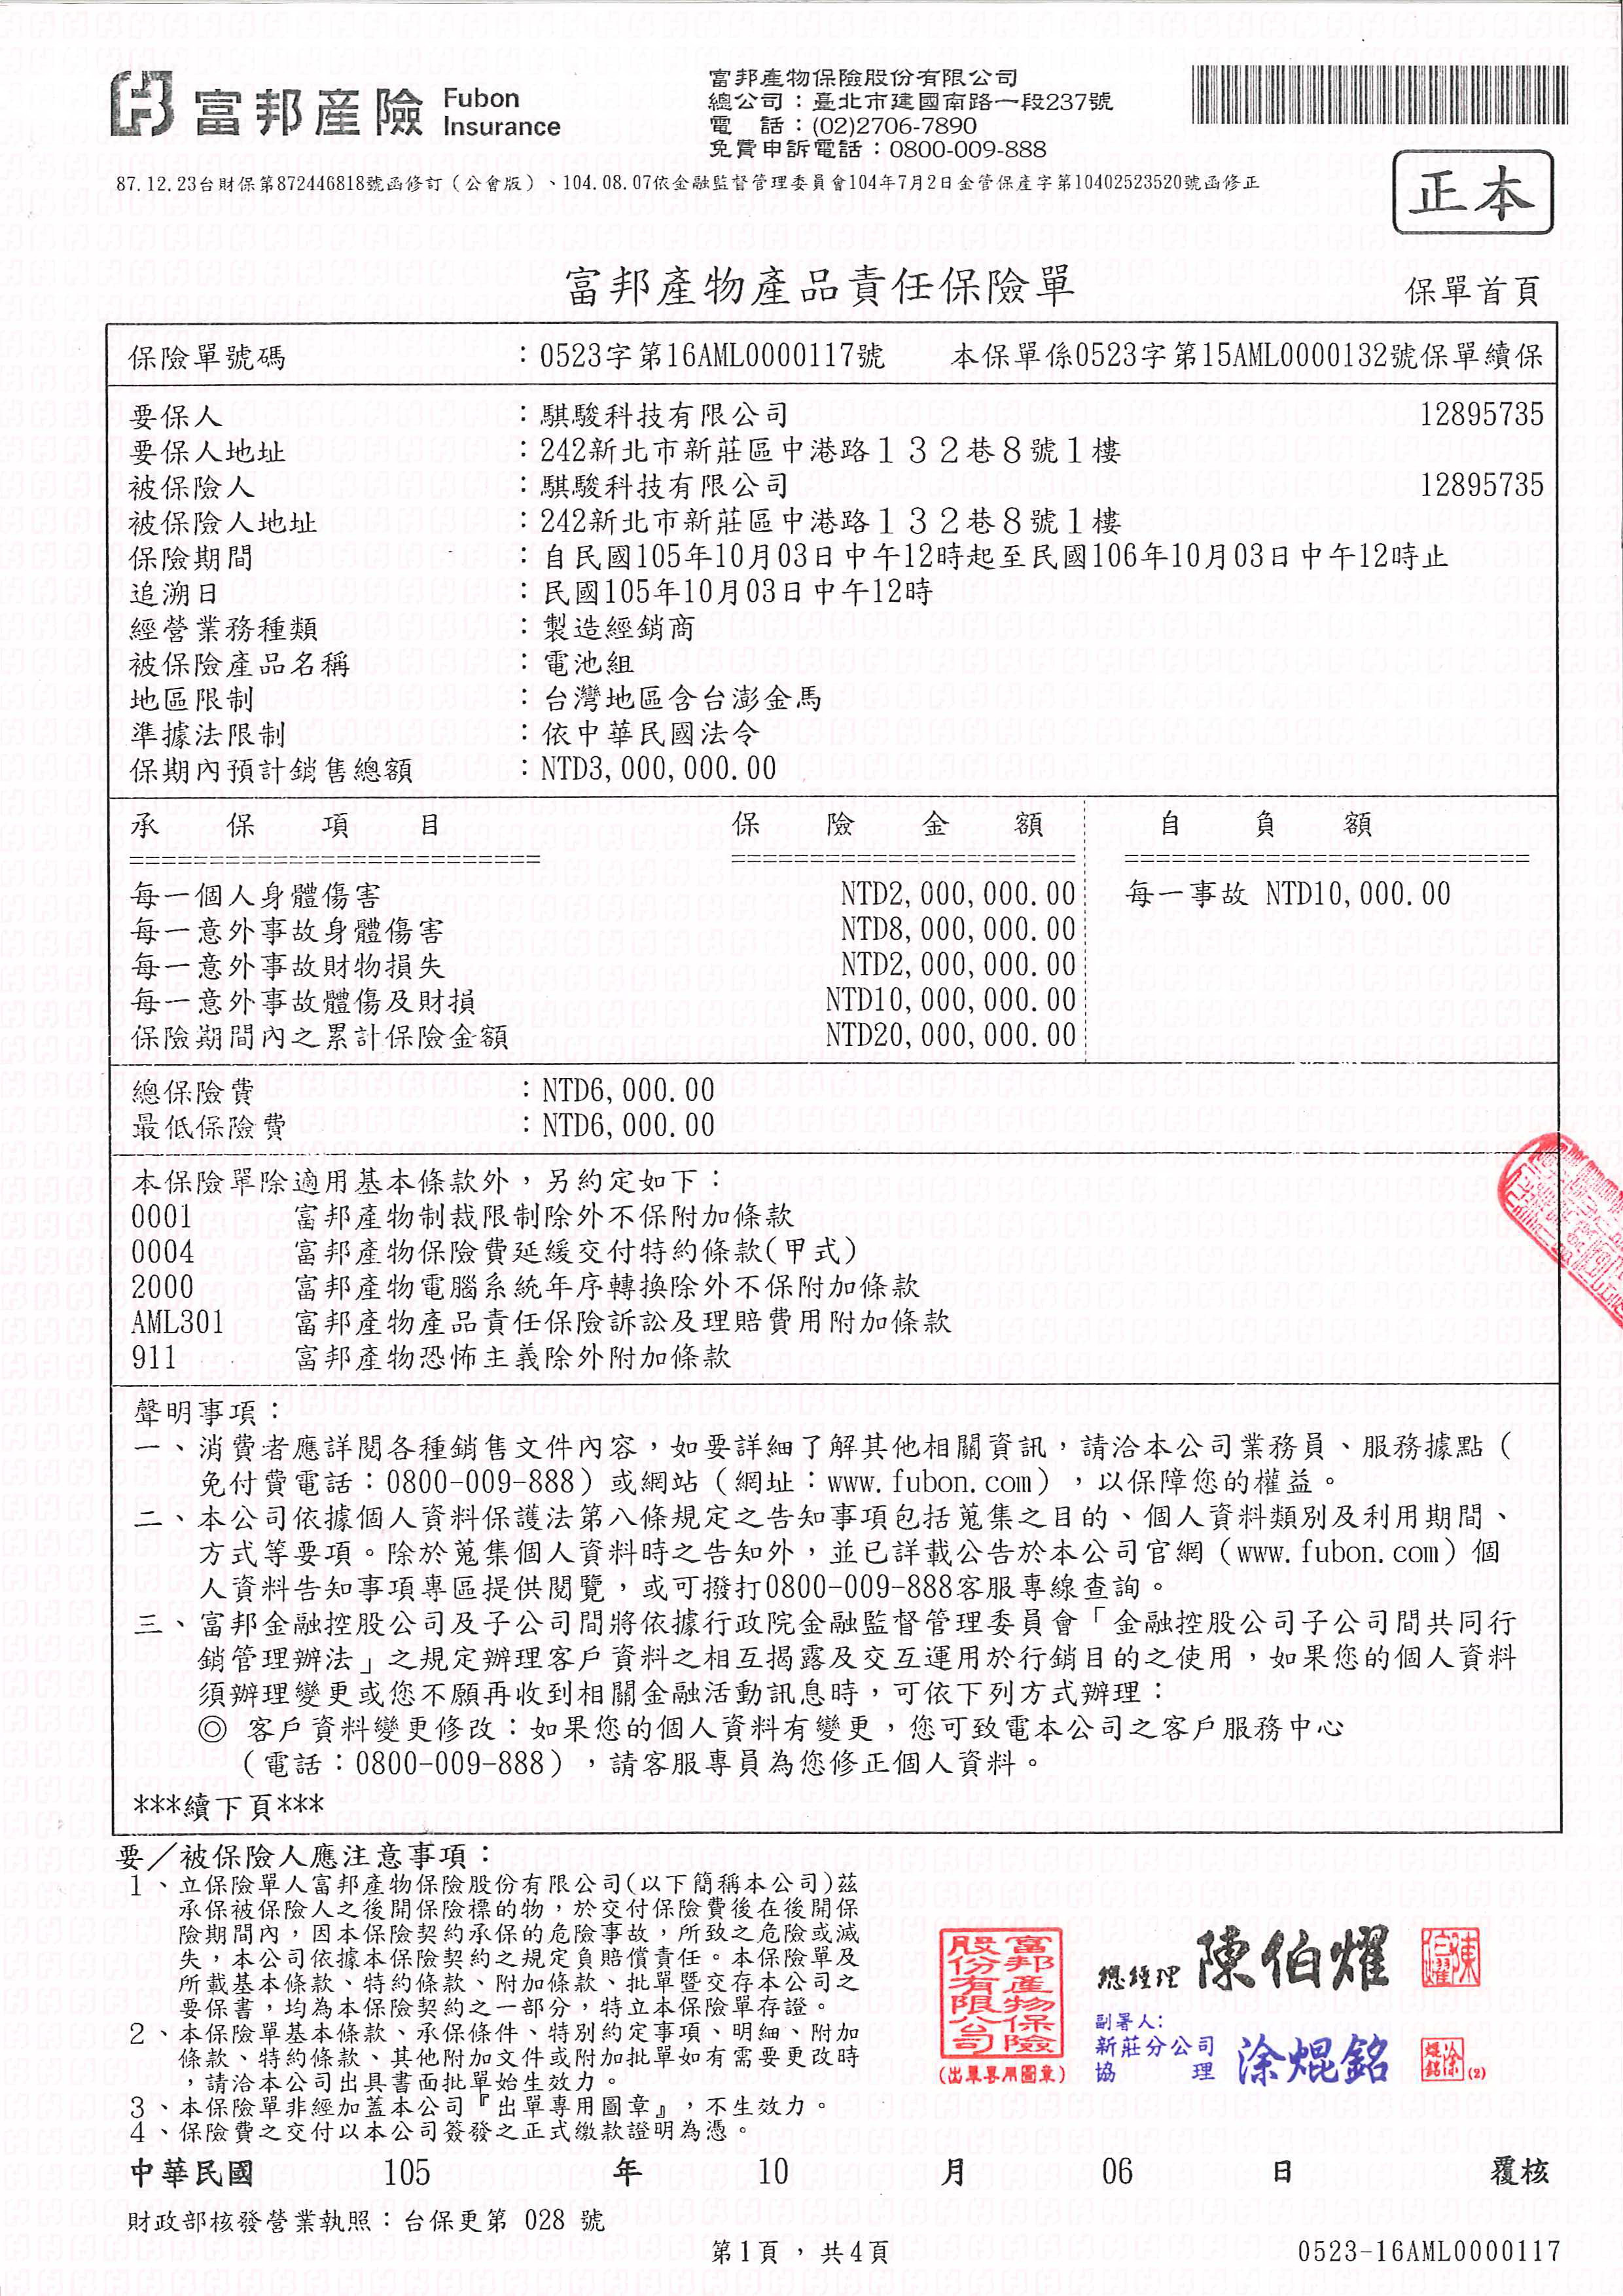 富邦產險 Fubon Insurance
富邦產物保險股份有限公司
總公司：臺北市建國南路一段237號
電 話：(02)2706-7890
免費申訴電話：0800-009-888
87.12.23台財保第872446818號函修訂（公會版）、104.08.07依金融監督管理委員會104年7月2日金管保產字第10402523520號函修正
正本
富邦產物產品責任保險單 保單首頁
保險單號碼 ：0523字第16AML0000117號 本保單係0523字第15AML0000132號保單續保
要保人 ：騏駿科技有限公司 12895735
要保人地址 ：242新北市新莊區中港路１３２巷８號１樓
被保險人 ：騏駿科技有限公司 12895735
被保險人地址 ：242新北市新莊區中港路１３２巷８號１樓
保險期間 ：自民國105年10月03日中午12時起至民國106年10月03日中午12時止
追溯日 ：民國105年10月03日中午12時
經營業務種類 ：製造經銷商
被保險產品名稱 ：電池組
地區限制 ：台灣地區含台澎金馬
準據法限制 ：依中華民國法令
保期內預計銷售總額 ：NTD3,000,000.00
承 保 項 目 保 險 金 額 自 負 額
========================== ====================== ==========================
每一個人身體傷害 NTD2,000,000.00 每一事故 NTD10,000.00
每一意外事故身體傷害 NTD8,000,000.00
每一意外事故財物損失 NTD2,000,000.00
每一意外事故體傷及財損 NTD10,000,000.00
保險期間內之累計保險金額 NTD20,000,000.00
總保險費 ：NTD6,000.00
最低保險費 ：NTD6,000.00
本保險單除適用基本條款外，另約定如下：
0001 富邦產物制裁限制除外不保附加條款
0004 富邦產物保險費延緩交付特約條款(甲式)
2000 富邦產物電腦系統年序轉換除外不保附加條款
AML301 富邦產物產品責任保險訴訟及理賠費用附加條款
911 富邦產物恐怖主義除外附加條款
聲明事項：
一、消費者應詳閱各種銷售文件內容，如要詳細了解其他相關資訊，請洽本公司業務員、服務據點（
免付費電話：0800-009-888）或網站（網址：www.fubon.com），以保障您的權益。
二、本公司依據個人資料保護法第八條規定之告知事項包括蒐集之目的、個人資料類別及利用期間、
方式等要項。除於蒐集個人資料時之告知外，並已詳載公告於本公司官網（www.fubon.com）個
人資料告知事項專區提供閱覽，或可撥打0800-009-888客服專線查詢。
三、富邦金融控股公司及子公司間將依據行政院金融監督管理委員會「金融控股公司子公司間共同行
銷管理辦法」之規定辦理客戶資料之相互揭露及交互運用於行銷目的之使用，如果您的個人資料
須辦理變更或您不願再收到相關金融活動訊息時，可依下列方式辦理：
◎ 客戶資料變更修改：如果您的個人資料有變更，您可致電本公司之客戶服務中心
（電話：0800-009-888），請客服專員為您修正個人資料。
***續下頁***
要／被保險人應注意事項：
1、立保險單人富邦產物保險股份有限公司(以下簡稱本公司)茲
承保被保險人之後開保險標的物，於交付保險費後在後開保
險期間內，因本保險契約承保的危險事故，所致之危險或滅
失，本公司依據本保險契約之規定負賠償責任。本保險單及
所載基本條款、特約條款、附加條款、批單暨交存本公司之
要保書，均為本保險契約之一部分，特立本保險單存證。
2、本保險單基本條款、承保條件、特別約定事項、明細、附加
條款、特約條款、其他附加文件或附加批單如有需要更改時
，請洽本公司出具書面批單始生效力。
3、本保險單非經加蓋本公司『出單專用圖章』，不生效力。
4、保險費之交付以本公司簽發之正式繳款證明為憑。
富邦產物保險股份有限公司
(出單專用圖章)
總經理 陳伯耀 陳伯耀
副署人:
新莊分公司
協 理 涂焜銘 涂焜銘 (2)
中華民國 105 年 10 月 06 日 覆核
財政部核發營業執照：台保更第 028 號
第1頁，共4頁
0523-16AML0000117